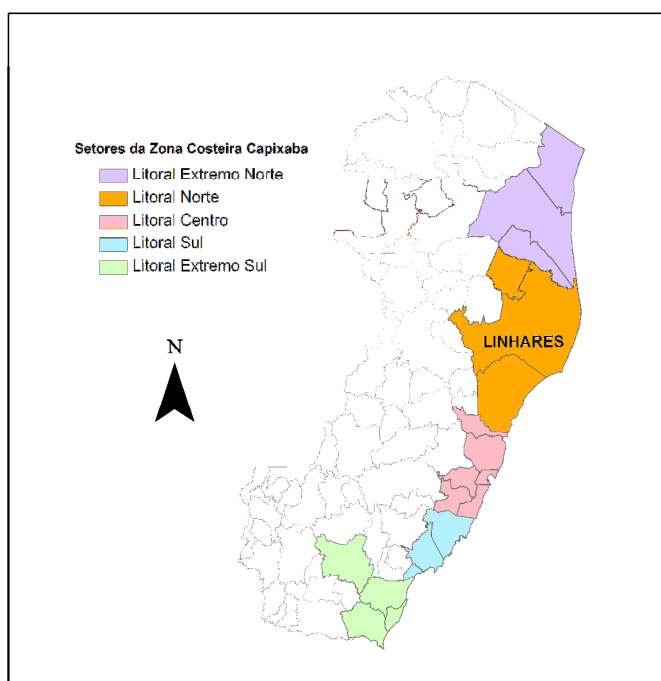 Setores da Zona Costeira Capixaba
Litoral Extremo Norte
Litoral Norte
Litoral Centro
Litoral Sul
Litoral Extremo Sul
LINHARES
N